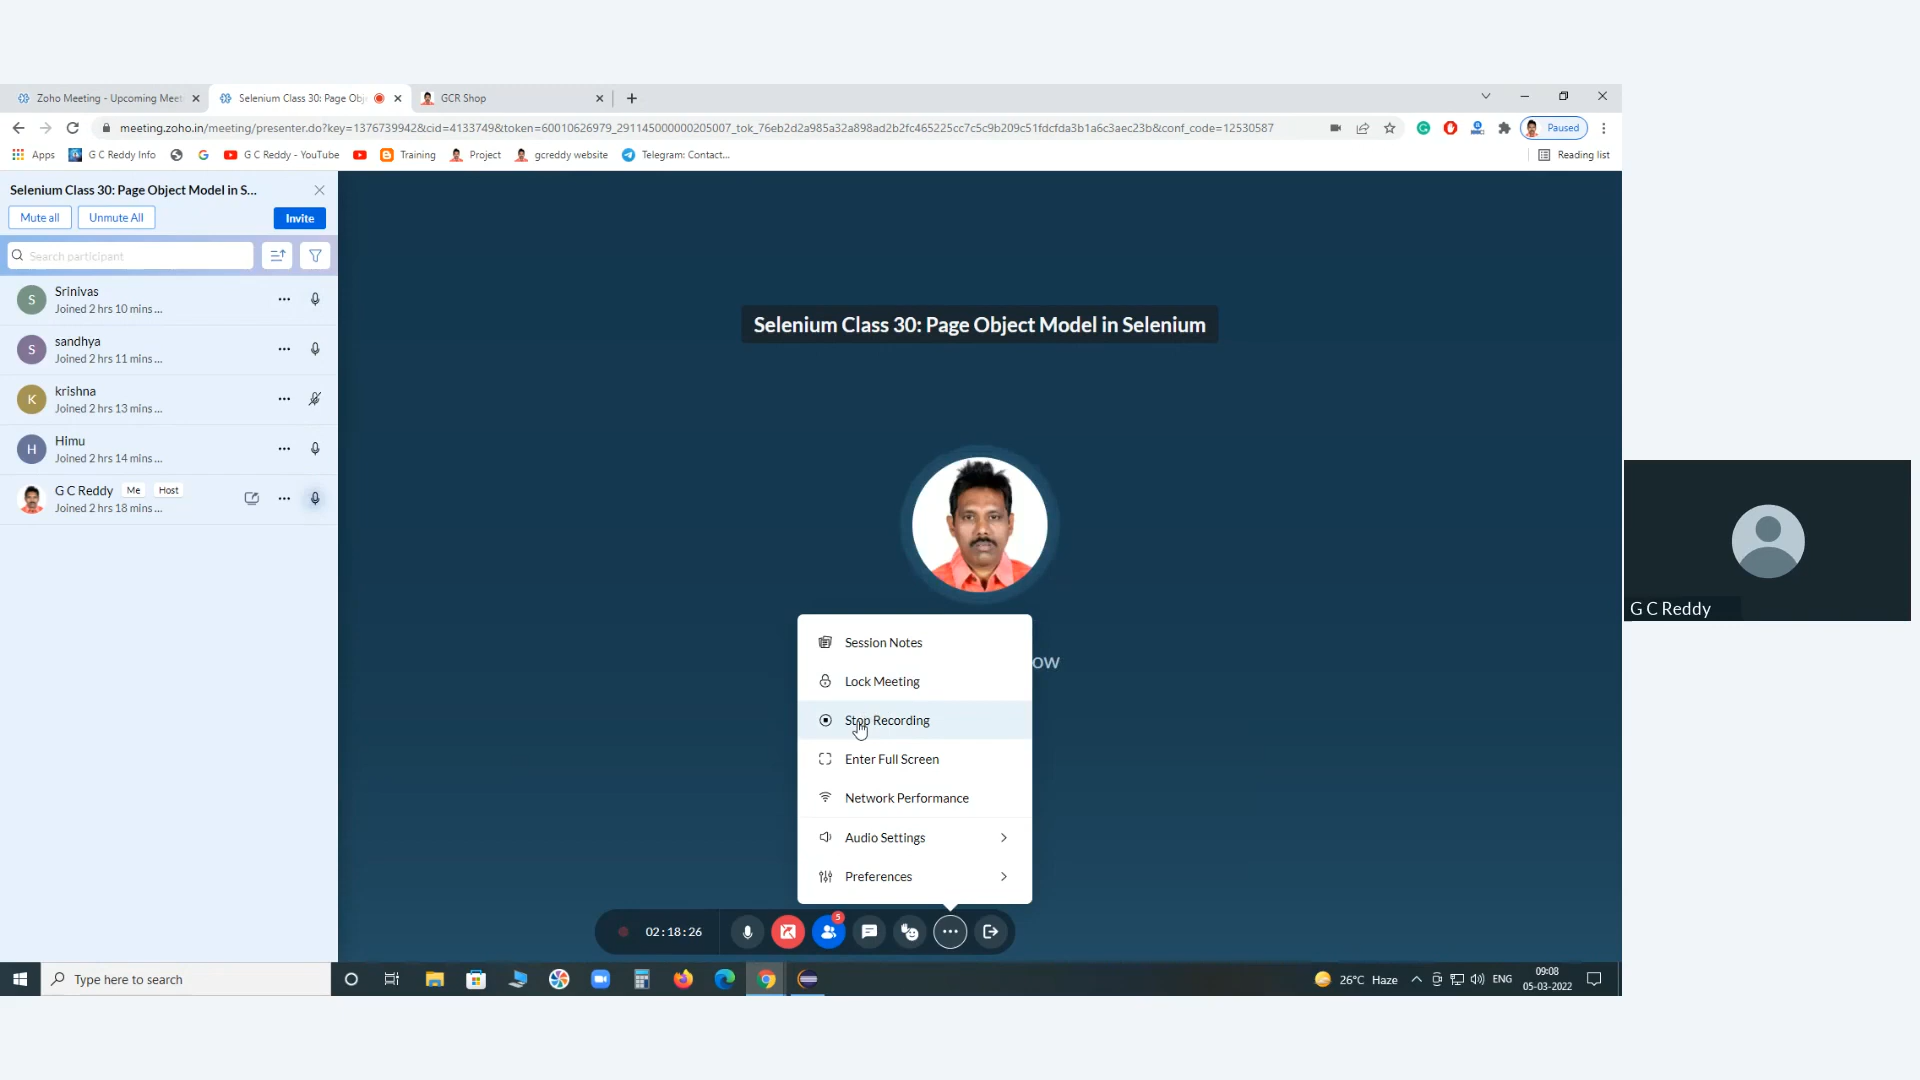 Zoho Meeting - Upcoming Meet
Selenium Class 30: Page Obj
GCR Shop
meeting.zoho.in/meeting/presenter.do?key=1376739942&cid=4133749&token=60010626979_291145000000205007_tok_76eb2d2a985a32a898ad2b2fc465225cc7c5c9b209c51fdcfda3b1a6c3aec23b&conf_code=12530587
Paused
Apps
G C Reddy Info
G C Reddy - YouTube
Training
Project
gcreddy website
Telegram: Contact...
Reading list
Selenium Class 30: Page Object Model in S...
Mute all
Unmute All
Invite
Search participant
S
Srinivas
Joined 2 hrs 10 mins ...
S
sandhya
Joined 2 hrs 11 mins ...
K
krishna
Joined 2 hrs 13 mins ...
H
Himu
Joined 2 hrs 14 mins ...
G C Reddy Me Host
Joined 2 hrs 18 mins ...
Selenium Class 30: Page Object Model in Selenium
ow
Session Notes
Lock Meeting
Stop Recording
Enter Full Screen
Network Performance
Audio Settings
Preferences
02:18:26
5
G C Reddy
Type here to search
26°C Haze
ENG
09:08
05-03-2022